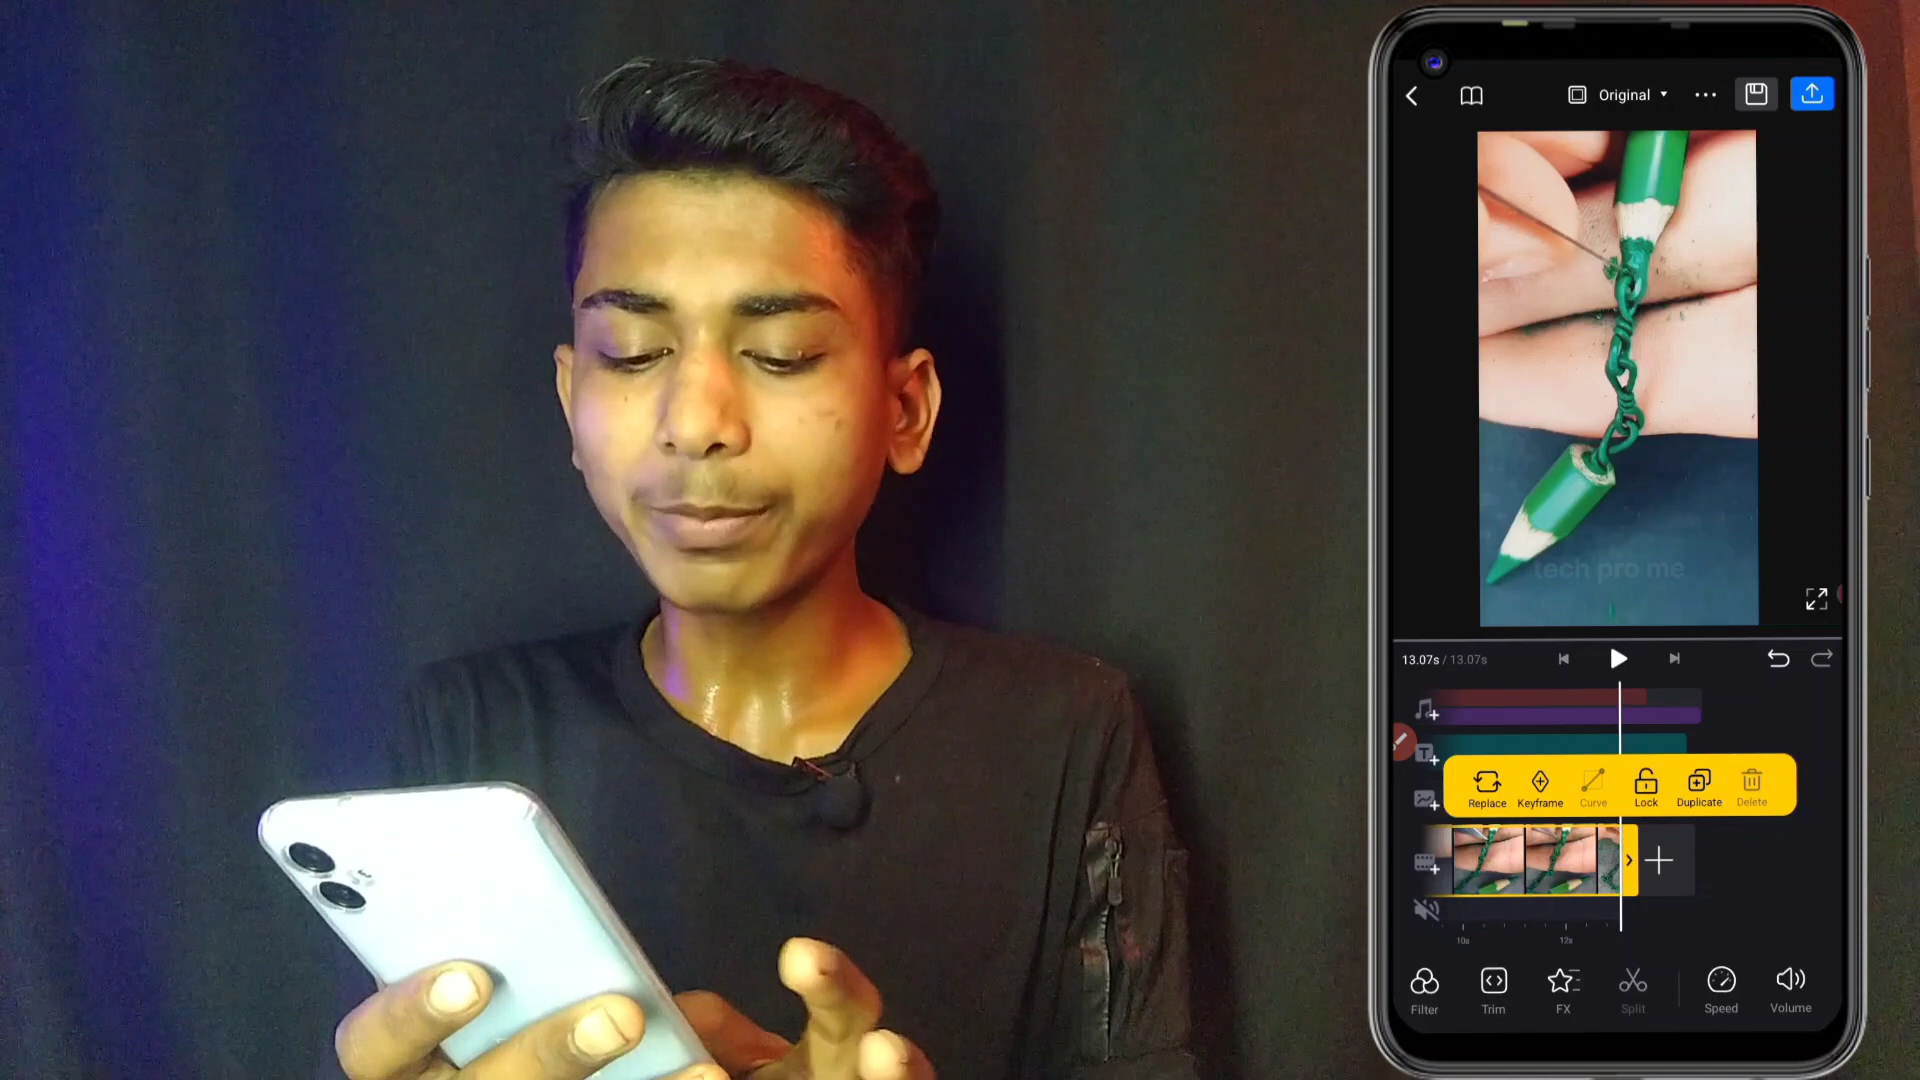 Original
tech pro me
13.07s / 13.07s
Replace Keyframe Curve Lock Duplicate Delete
10s 12s
Filter Trim FX Split Speed Volume